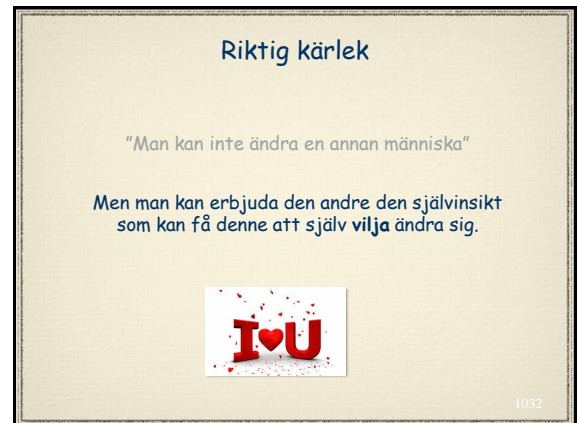 Riktig kärlek
”Man kan inte ändra en annan människa”
Men man kan erbjuda den andre den självinsikt
som kan få denne att själv vilja ändra sig.
I♥U
1032